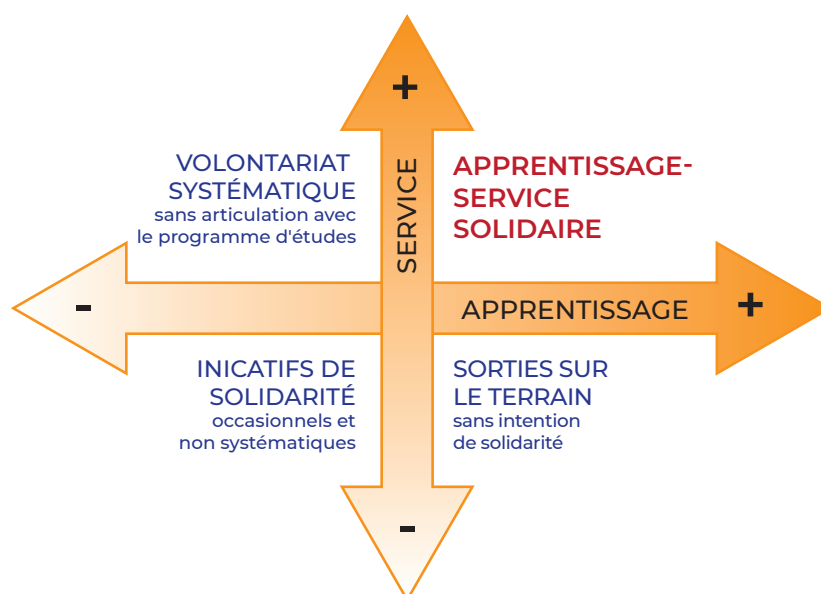 +
VOLONTARIAT
SYSTÉMATIQUE
sans articulation avec
le programme d'études
SERVICE
APPRENTISSAGE-
SERVICE
SOLIDAIRE
-
APPRENTISSAGE
+
INICATIFS DE
SOLIDARITÉ
occasionnels et
non systématiques
SORTIES SUR
LE TERRAIN
sans intention
de solidarité
-